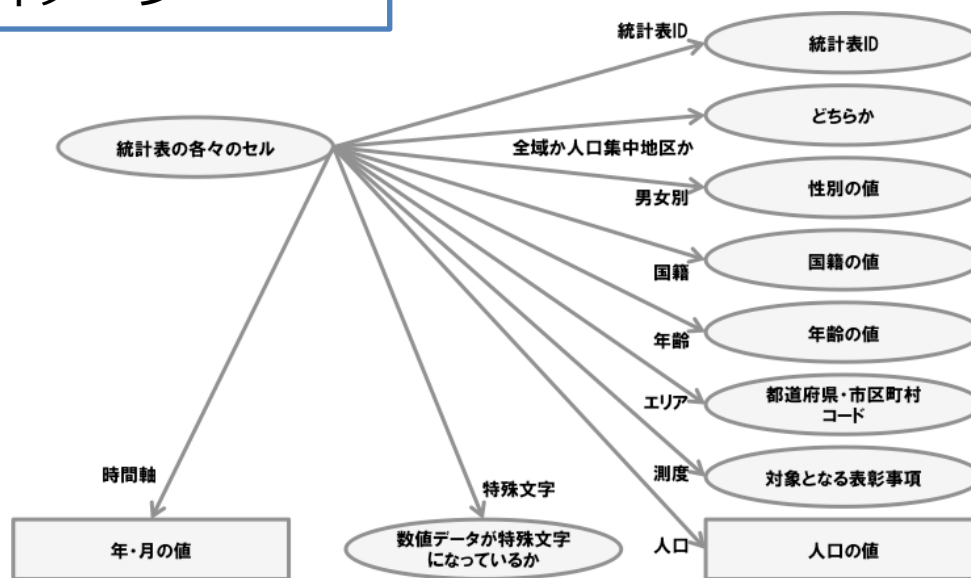 統計表ID
統計表ID
どちらか
統計表の各々のセル
全域か人口集中地区か
性別の値
男女別
国籍の値
国籍
年齢の値
年齢
都道府県・市区町村
コード
エリア
対象となる表彰事項
測度
時間軸
特殊文字
年・月の値
数値データが特殊文字
になっているか
人口
人口の値